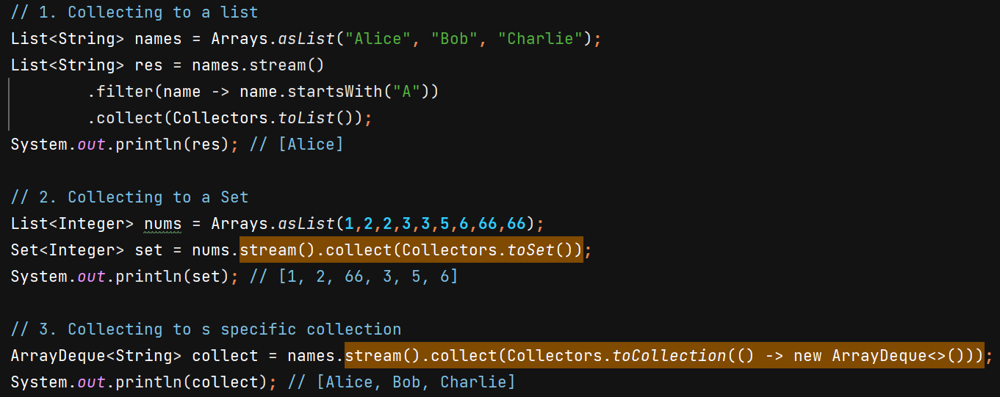 // 1. Collecting to a list
List<String> names = Arrays.asList("Alice", "Bob", "Charlie");
List<String> res = names.stream()
        .filter(name -> name.startsWith("A"))
        .collect(Collectors.toList());
System.out.println(res); // [Alice]

// 2. Collecting to a Set
List<Integer> nums = Arrays.asList(1,2,2,3,3,5,6,66,66);
Set<Integer> set = nums.stream().collect(Collectors.toSet());
System.out.println(set); // [1, 2, 66, 3, 5, 6]

// 3. Collecting to s specific collection
ArrayDeque<String> collect = names.stream().collect(Collectors.toCollection(() -> new ArrayDeque<>()));
System.out.println(collect); // [Alice, Bob, Charlie]